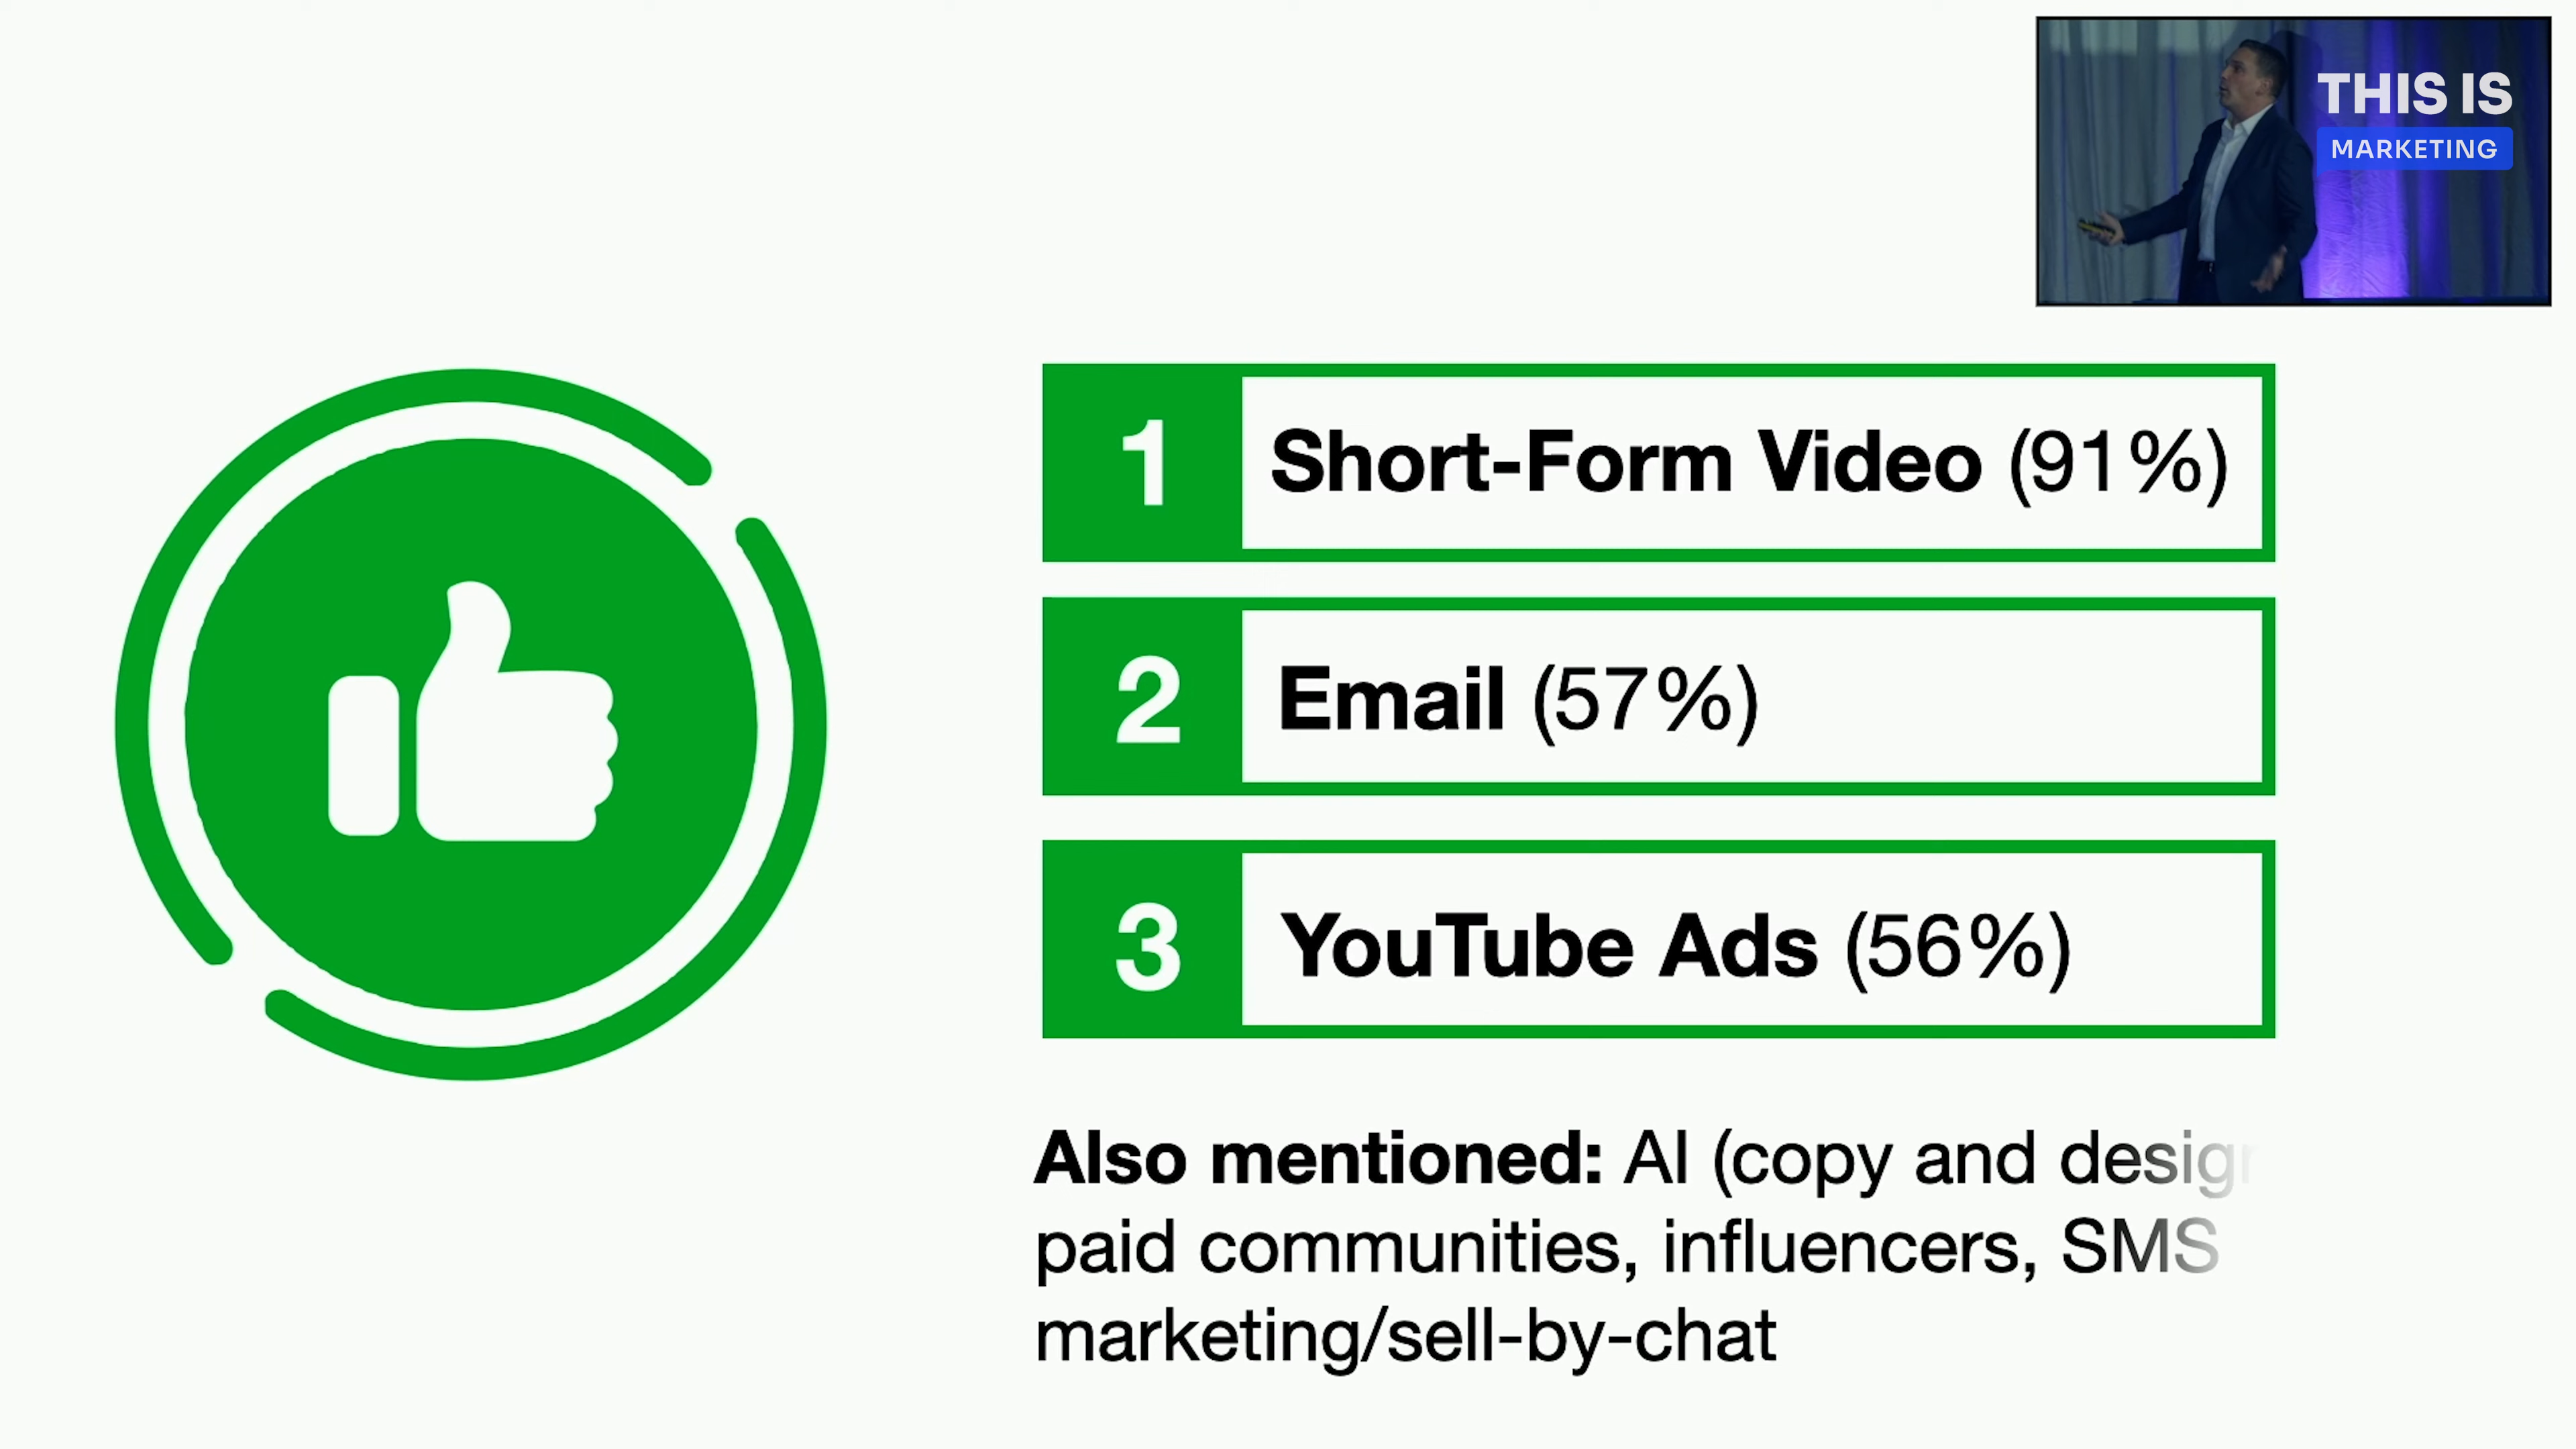 THIS IS
MARKETING
1 Short-Form Video (91%)
2 Email (57%)
3 YouTube Ads (56%)
Also mentioned: AI (copy and design
paid communities, influencers, SMS
marketing/sell-by-chat